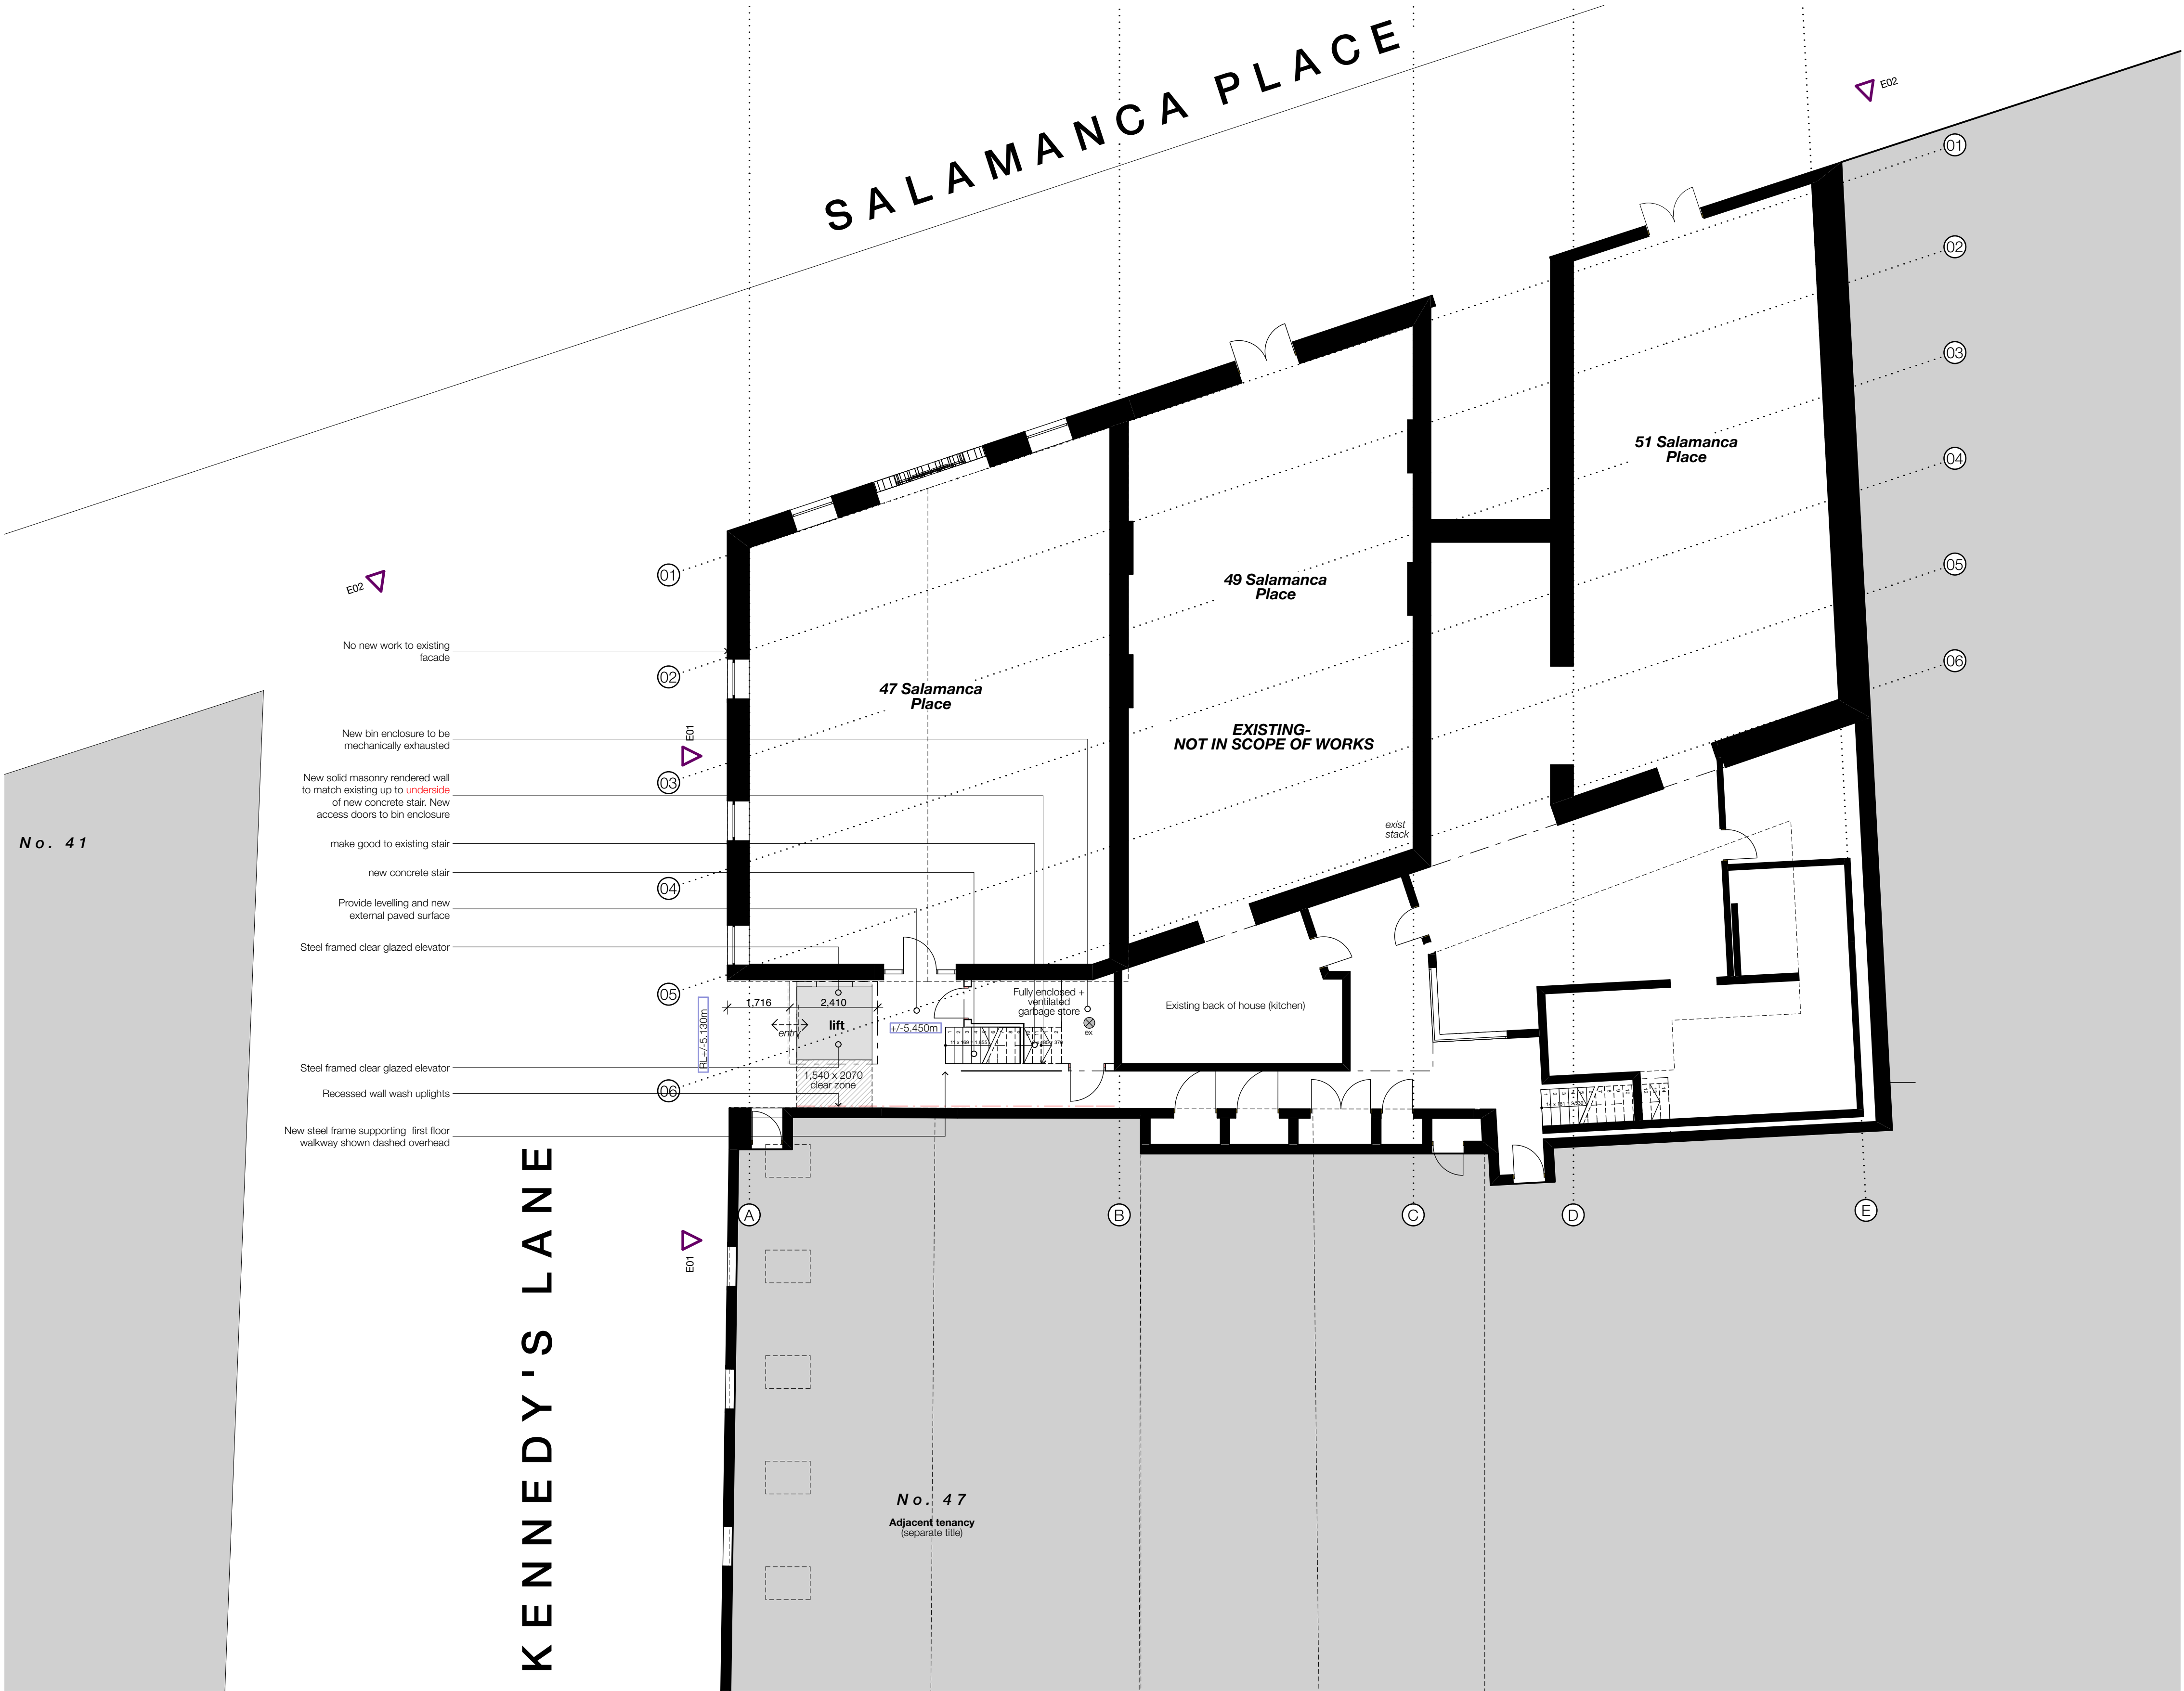 SALAMANCA PLACE
E02
01
02
03
04
05
06
51 Salamanca
Place
49 Salamanca
Place
EXISTING-
NOT IN SCOPE OF WORKS
47 Salamanca
Place
E02
01
02
03
04
05
06
E01
No. 41
No new work to existing
facade
New bin enclosure to be
mechanically exhausted
New solid masonry rendered wall
to match existing up to underside
of new concrete stair. New
access doors to bin enclosure
make good to existing stair
new concrete stair
Provide levelling and new
external paved surface
Steel framed clear glazed elevator
Steel framed clear glazed elevator
Recessed wall wash uplights
New steel frame supporting first floor
walkway shown dashed overhead
exist
stack
RL+/-5.130m
1,716
2,410
entry
lift
+/-5.450m
1,540 x 2070
clear zone
Fully enclosed +
ventilated
garbage store
ex
Existing back of house (kitchen)
A
B
C
D
E
E01
KENNEDY'S LANE
No. 47
Adjacent tenancy
(separate title)